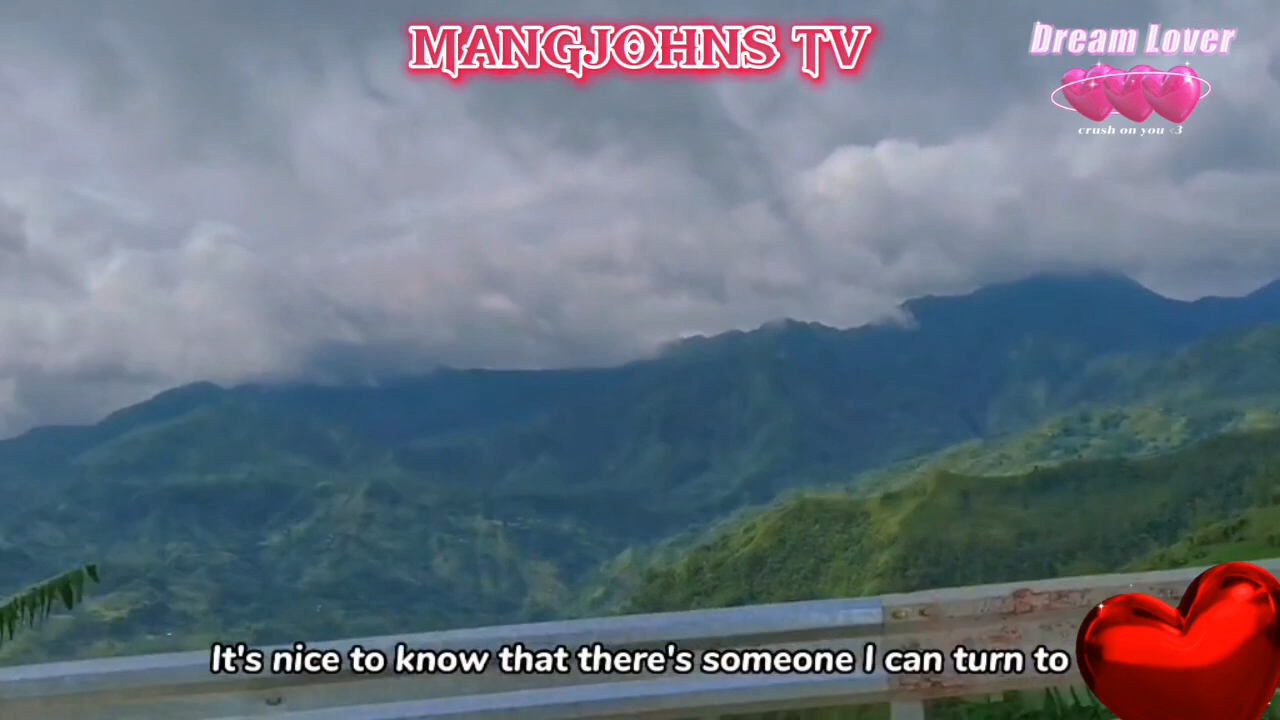 MANGJOHNS TV
Dream Lover
crush on you <3
It's nice to know that there's someone I can turn to